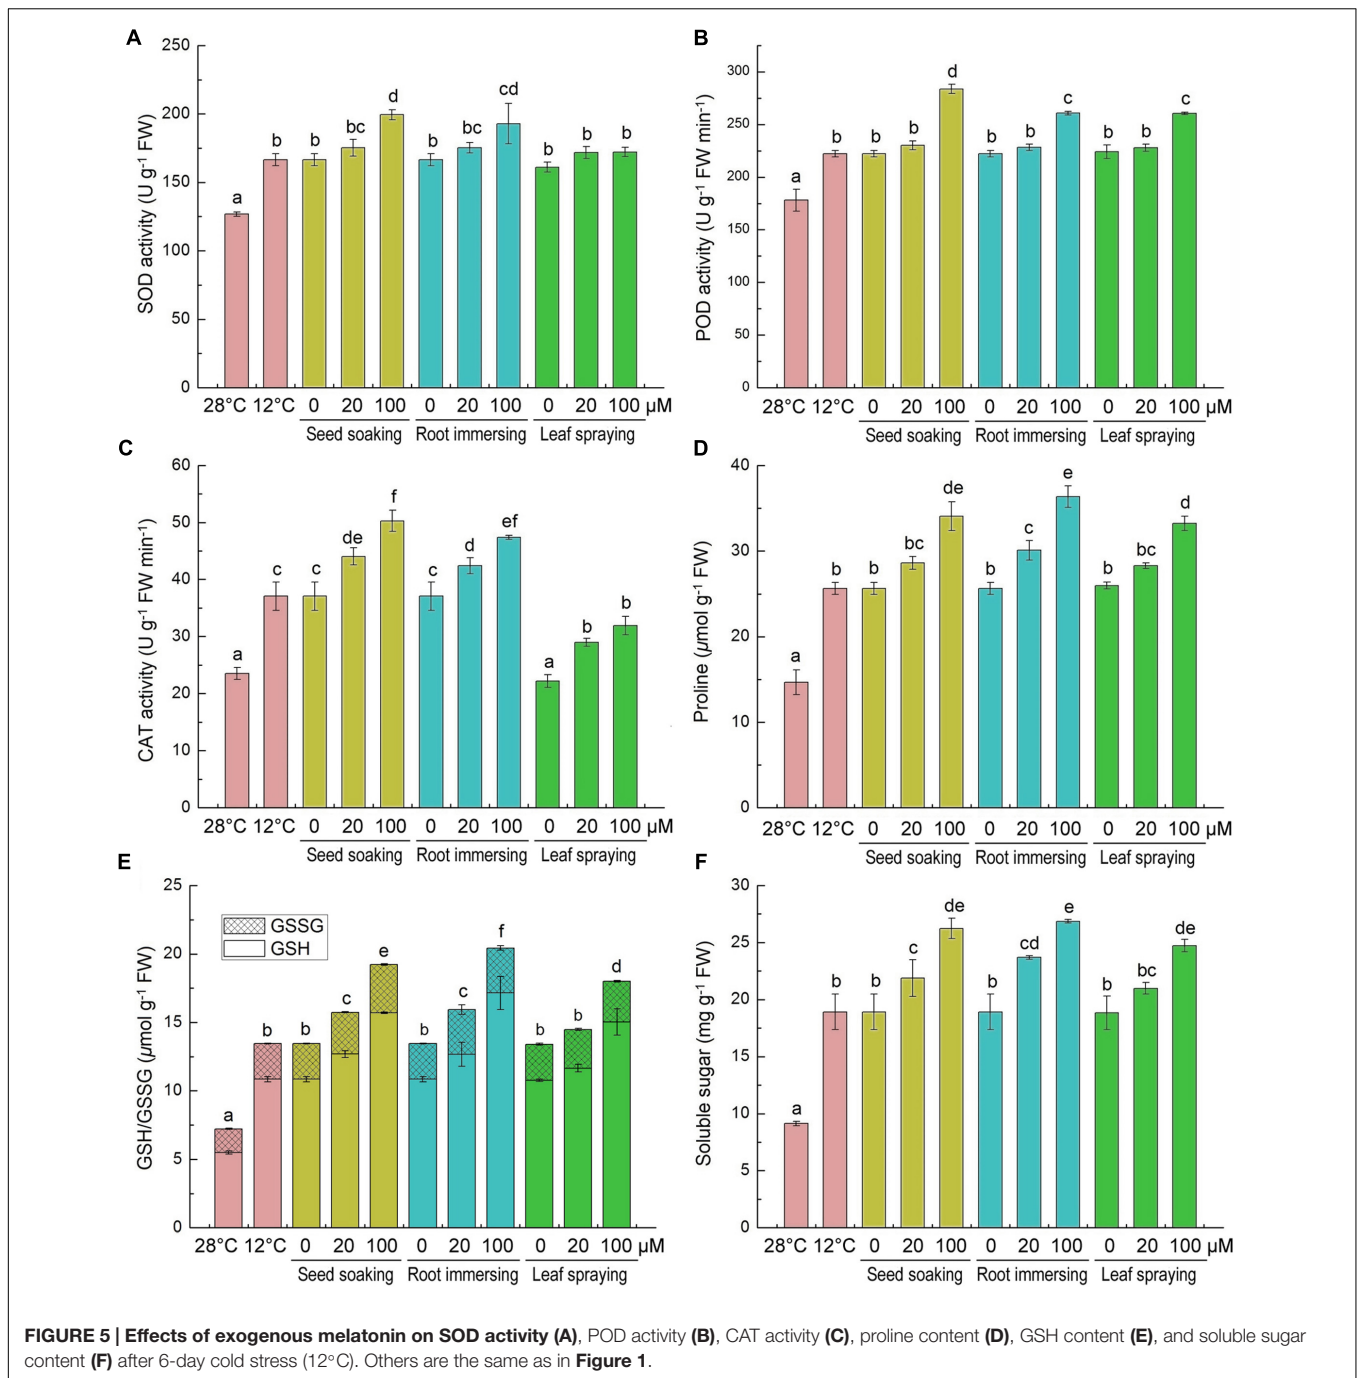 A
SOD activity (U g-1 FW)
250
200
150
100
50
0
a b b bc d b bc cd b b b
28°C 12°C 0 20 100 0 20 100 0 20 100 µM
Seed soaking Root immersing Leaf spraying
B
POD activity (U g-1 FW min-1)
300
250
200
150
100
50
0
a b b b d b b c b b c
28°C 12°C 0 20 100 0 20 100 0 20 100 µM
Seed soaking Root immersing Leaf spraying
C
CAT activity (U g-1 FW min-1)
60
50
40
30
20
10
0
a c c de f c d ef a b b
28°C 12°C 0 20 100 0 20 100 0 20 100 µM
Seed soaking Root immersing Leaf spraying
D
Proline (µmol g-1 FW)
40
30
20
10
0
a b b bc de b c e b bc d
28°C 12°C 0 20 100 0 20 100 0 20 100 µM
Seed soaking Root immersing Leaf spraying
E
GSH/GSSG (µmol g-1 FW)
25
20
15
10
5
0
GSSG
GSH
a b b c e b c f b b d
28°C 12°C 0 20 100 0 20 100 0 20 100 µM
Seed soaking Root immersing Leaf spraying
F
Soluble sugar (mg g-1 FW)
30
25
20
15
10
5
0
a b b c de b cd e b bc de
28°C 12°C 0 20 100 0 20 100 0 20 100 µM
Seed soaking Root immersing Leaf spraying
FIGURE 5 | Effects of exogenous melatonin on SOD activity (A), POD activity (B), CAT activity (C), proline content (D), GSH content (E), and soluble sugar
content (F) after 6-day cold stress (12°C). Others are the same as in Figure 1.